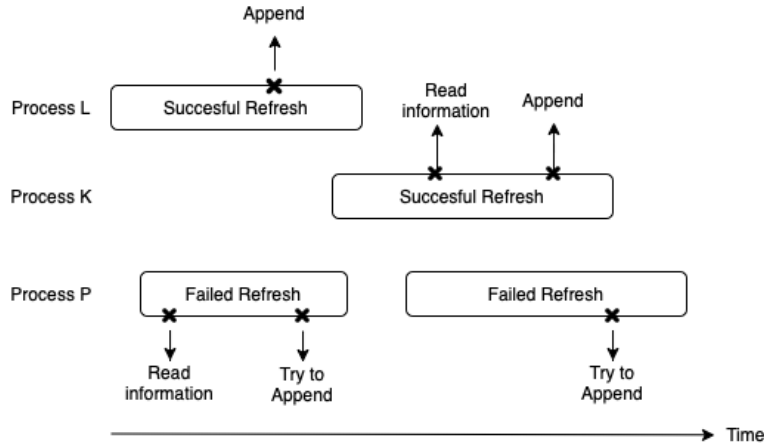 Append
Process L
Succesful Refresh
Read
information
Append
Process K
Succesful Refresh
Process P
Failed Refresh
Failed Refresh
Read
information
Try to
Append
Try to
Append
Time